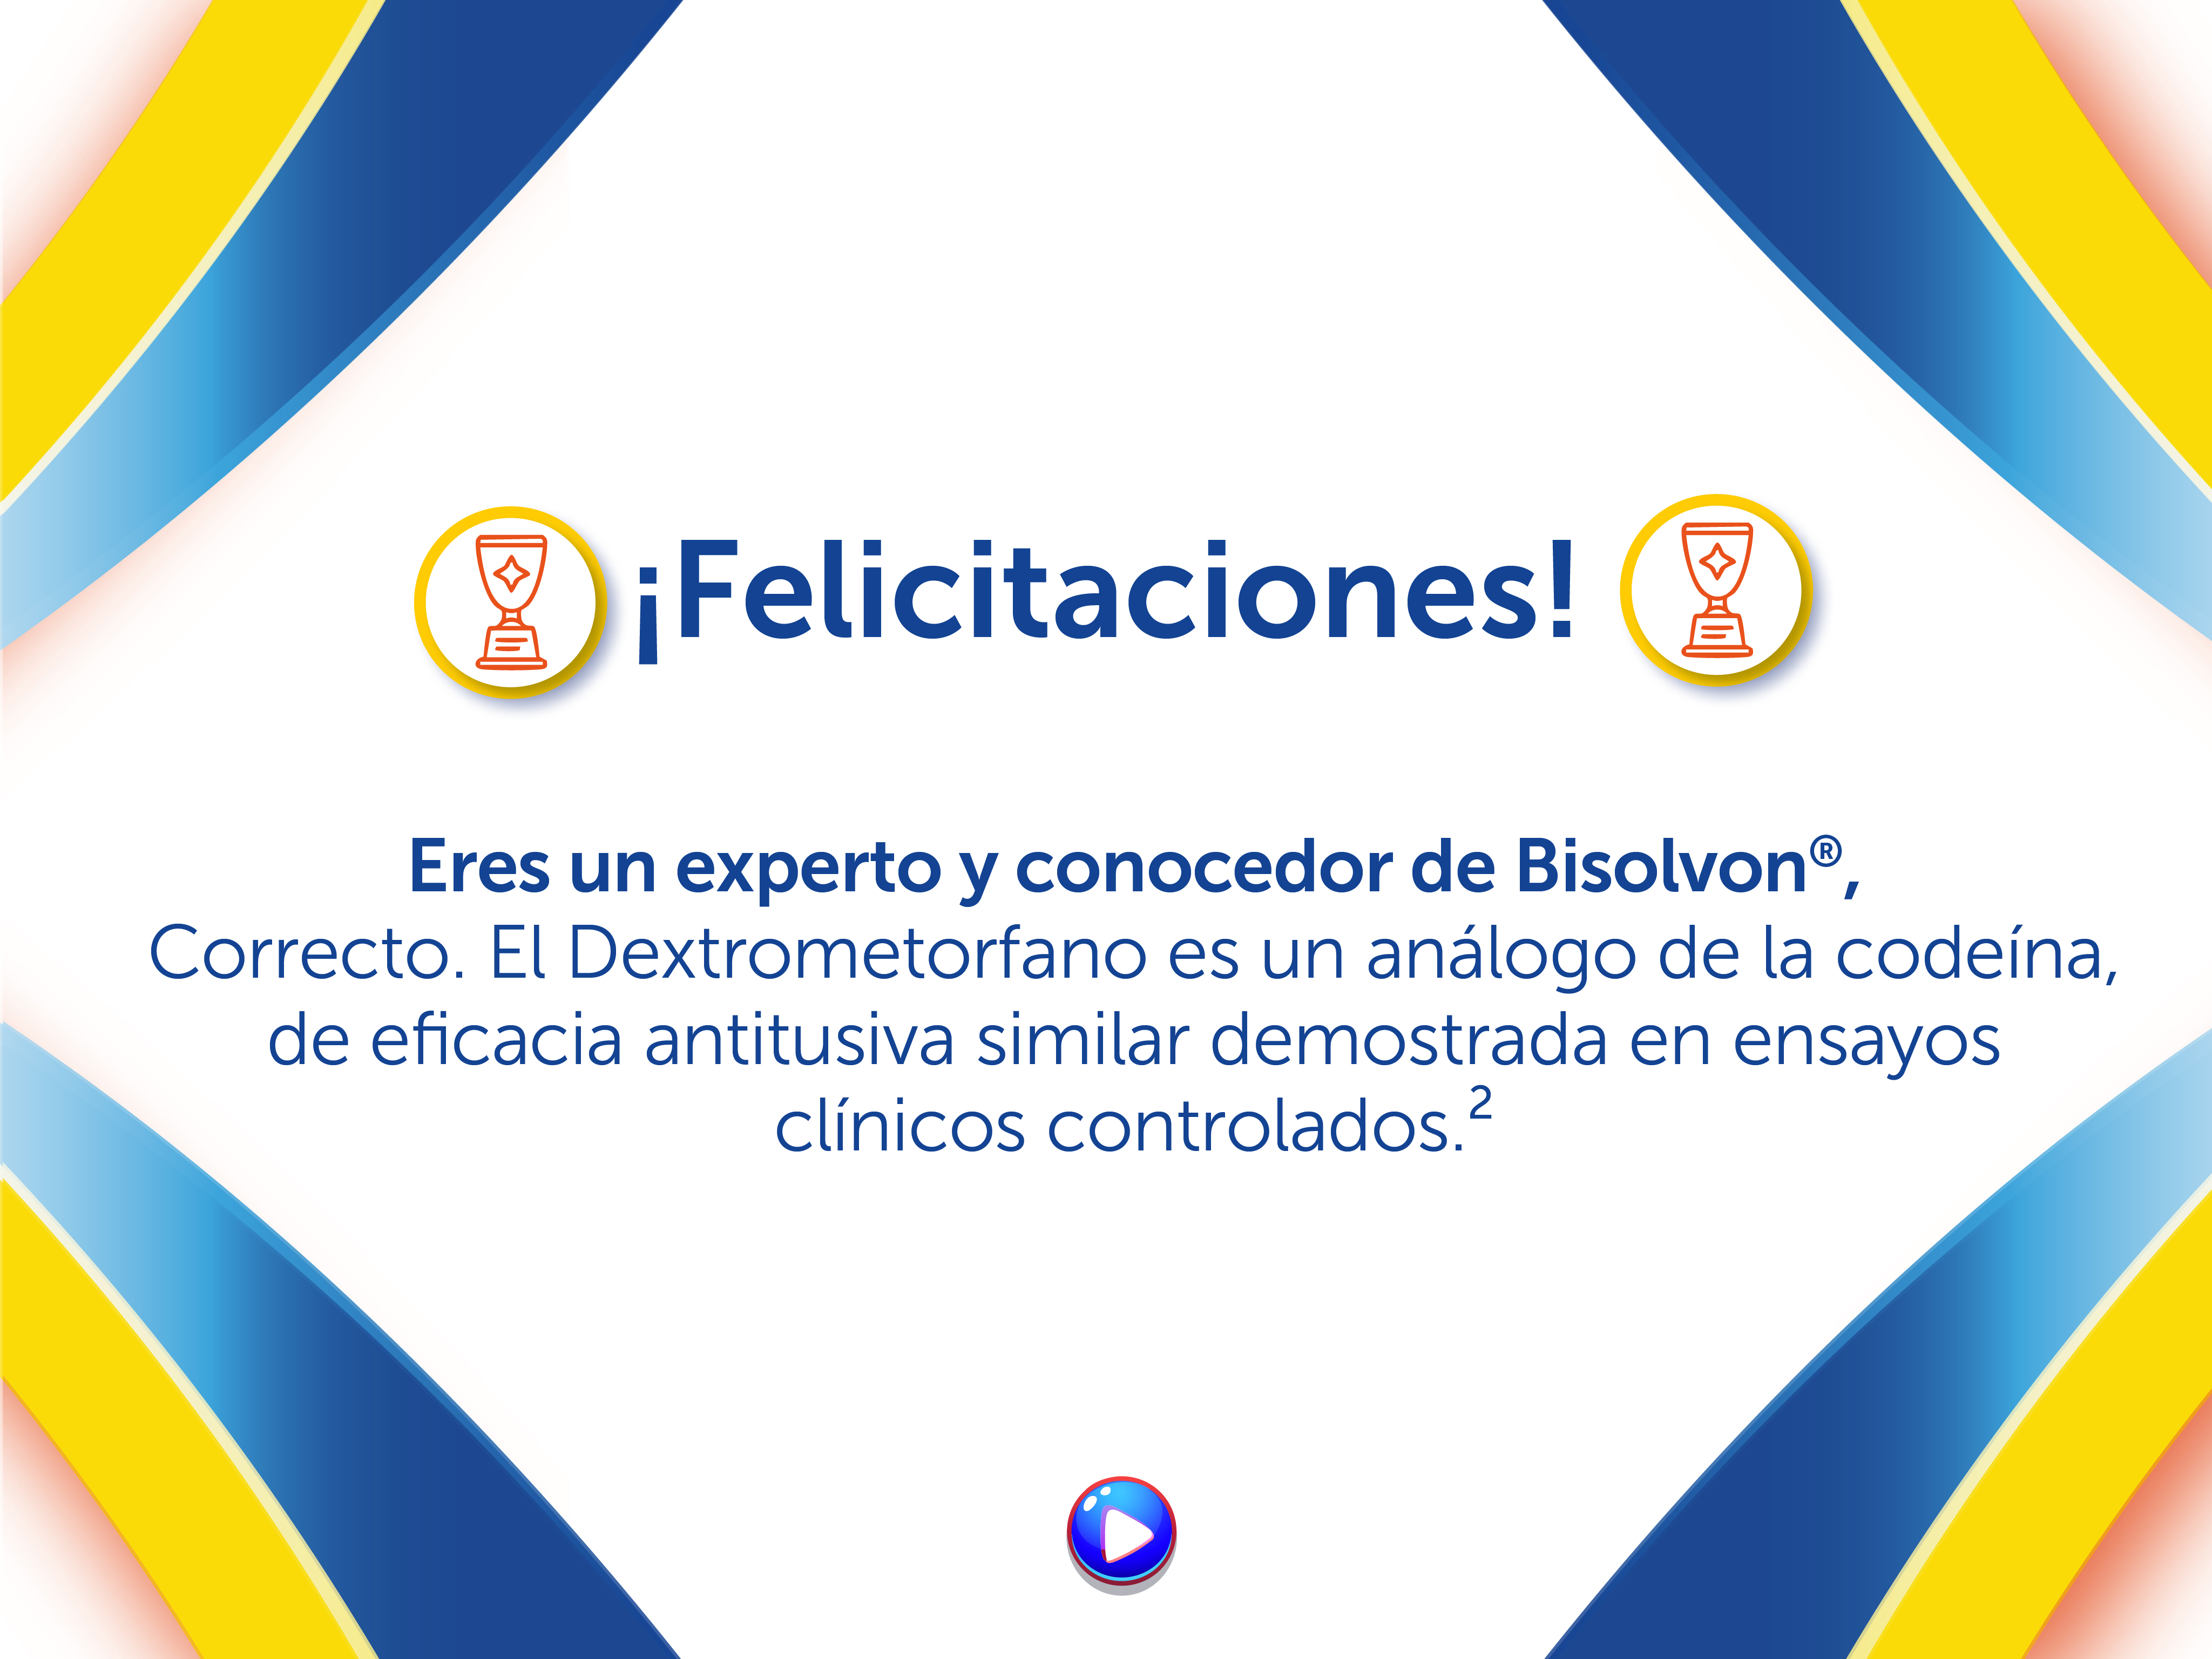 ¡Felicitaciones!
Eres un experto y conocedor de Bisolvon®,
Correcto. El Dextrometorfano es un análogo de la codeína,
de eficacia antitusiva similar demostrada en ensayos
clínicos controlados.²